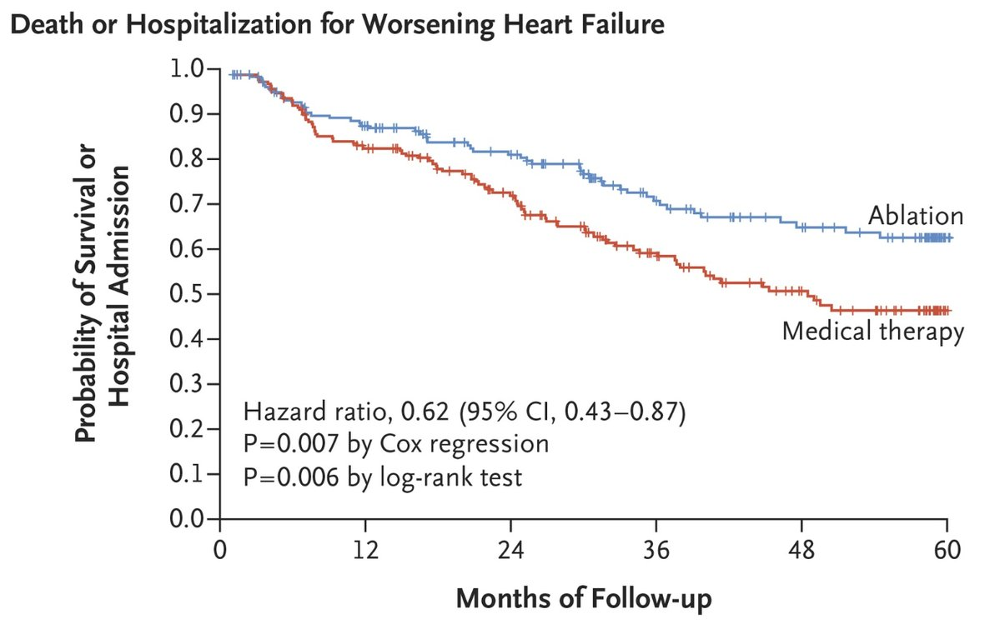 Death or Hospitalization for Worsening Heart Failure
Probability of Survival or
Hospital Admission
1.0
0.9
0.8
0.7
0.6
0.5
0.4
0.3
0.2
0.1
0.0
Ablation
Medical therapy
Hazard ratio, 0.62 (95% CI, 0.43–0.87)
P=0.007 by Cox regression
P=0.006 by log-rank test
0 12 24 36 48 60
Months of Follow-up